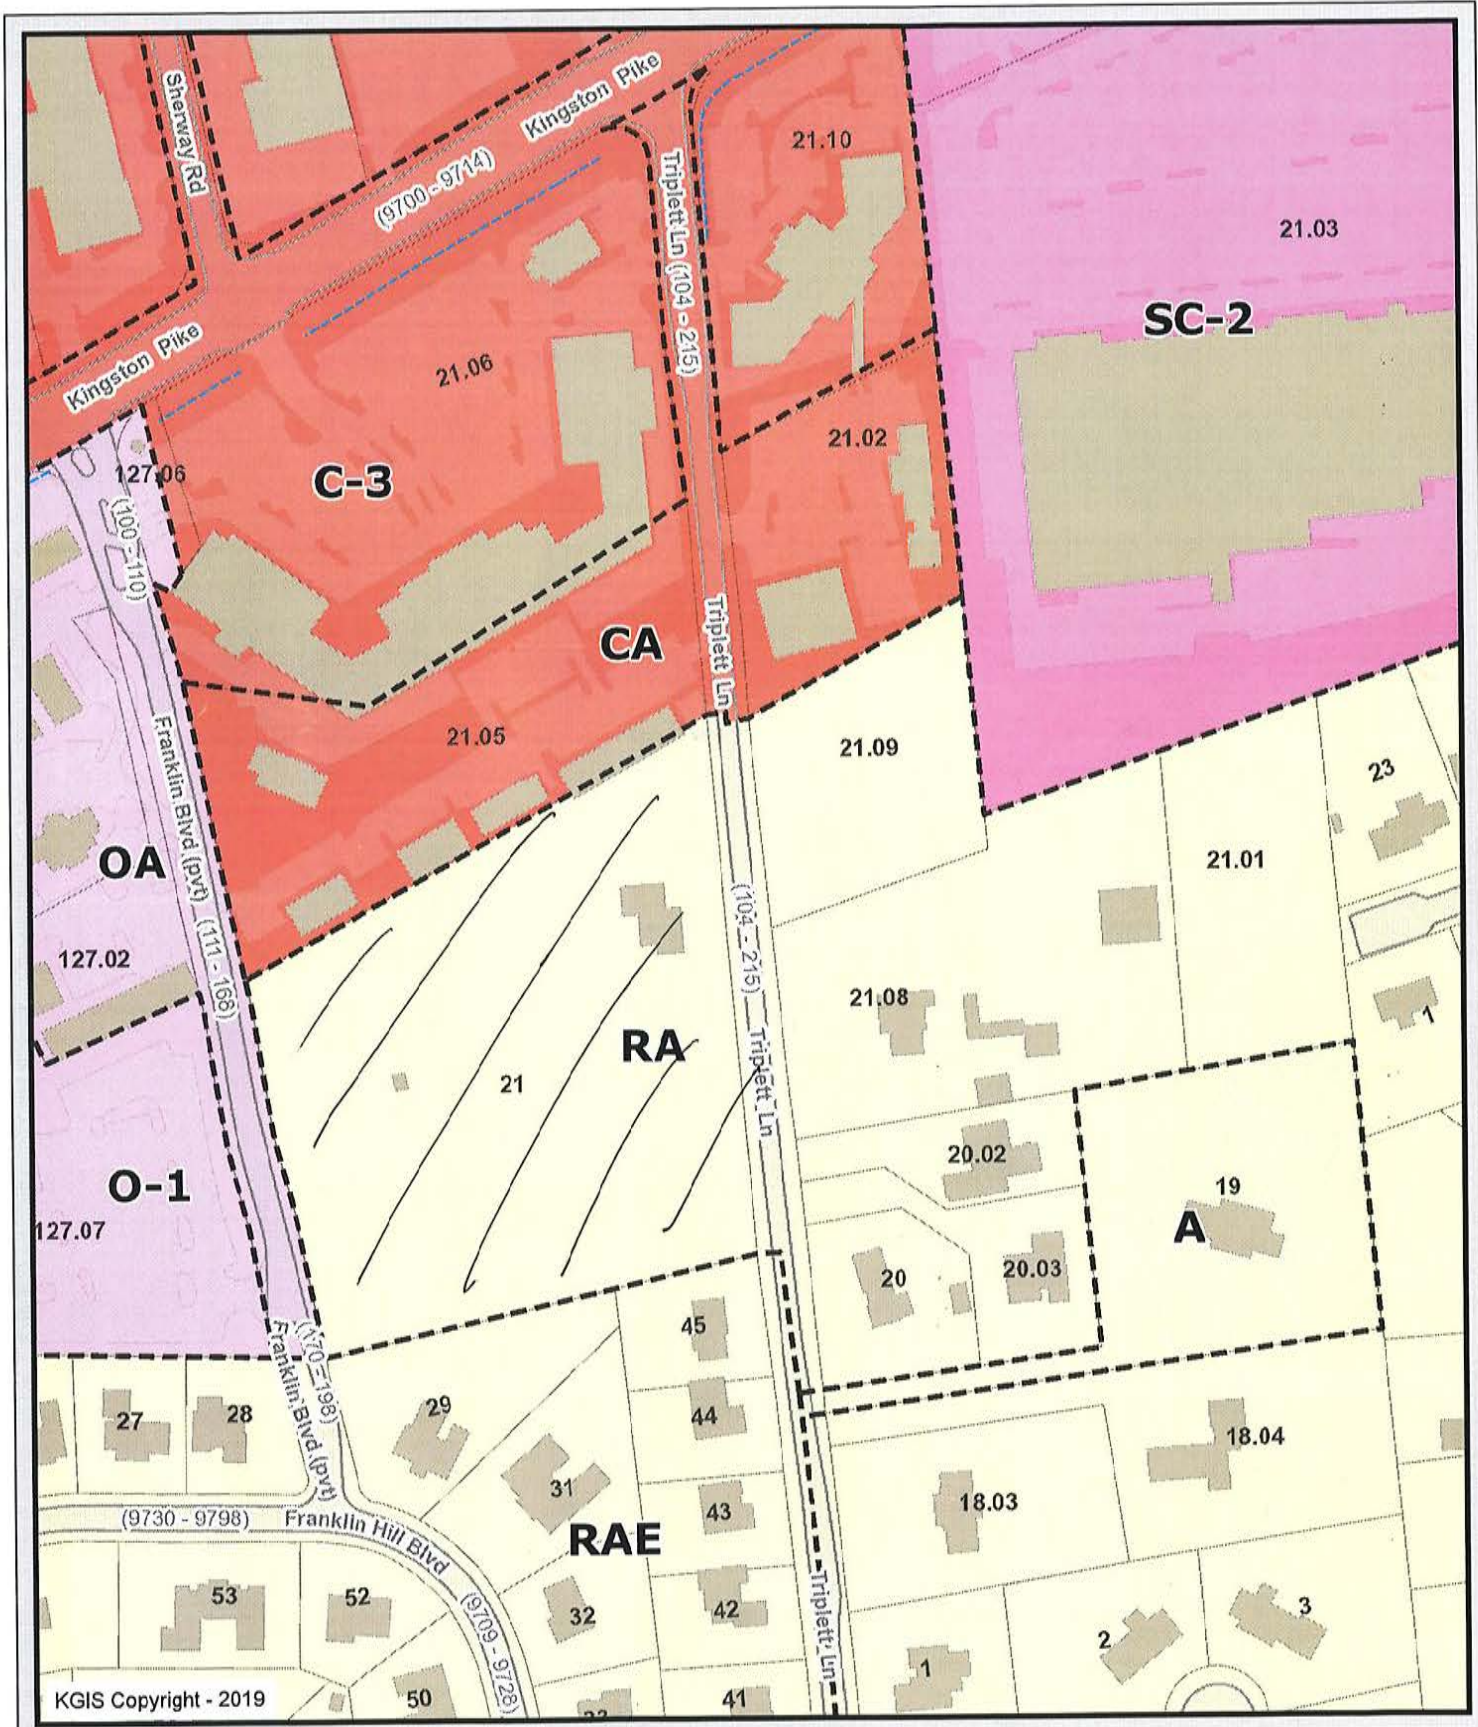 Sherway Rd
Kingston Pike
(9700 - 9714)
21.10
Triplett Ln (104 - 215)
21.03
SC-2
Kingston Pike
21.06
21.02
127.06
C-3
(100 - 110)
Triplett Ln
CA
21.05
21.09
23
Franklin Blvd (pvt) (111 - 168)
OA
21.01
127.02
(104 - 215) Triplett Ln
21.08
1
RA
21
20.02
19
O-1
127.07
A
20
20.03
45
(170 - 198)
Franklin Blvd (pvt)
27
28
29
44
18.04
31
43
18.03
(9730 - 9798) Franklin Hill Blvd (9709 - 9728)
RAE
53
52
32
42
Triplett Ln
3
2
1
50
41
KGIS Copyright - 2019